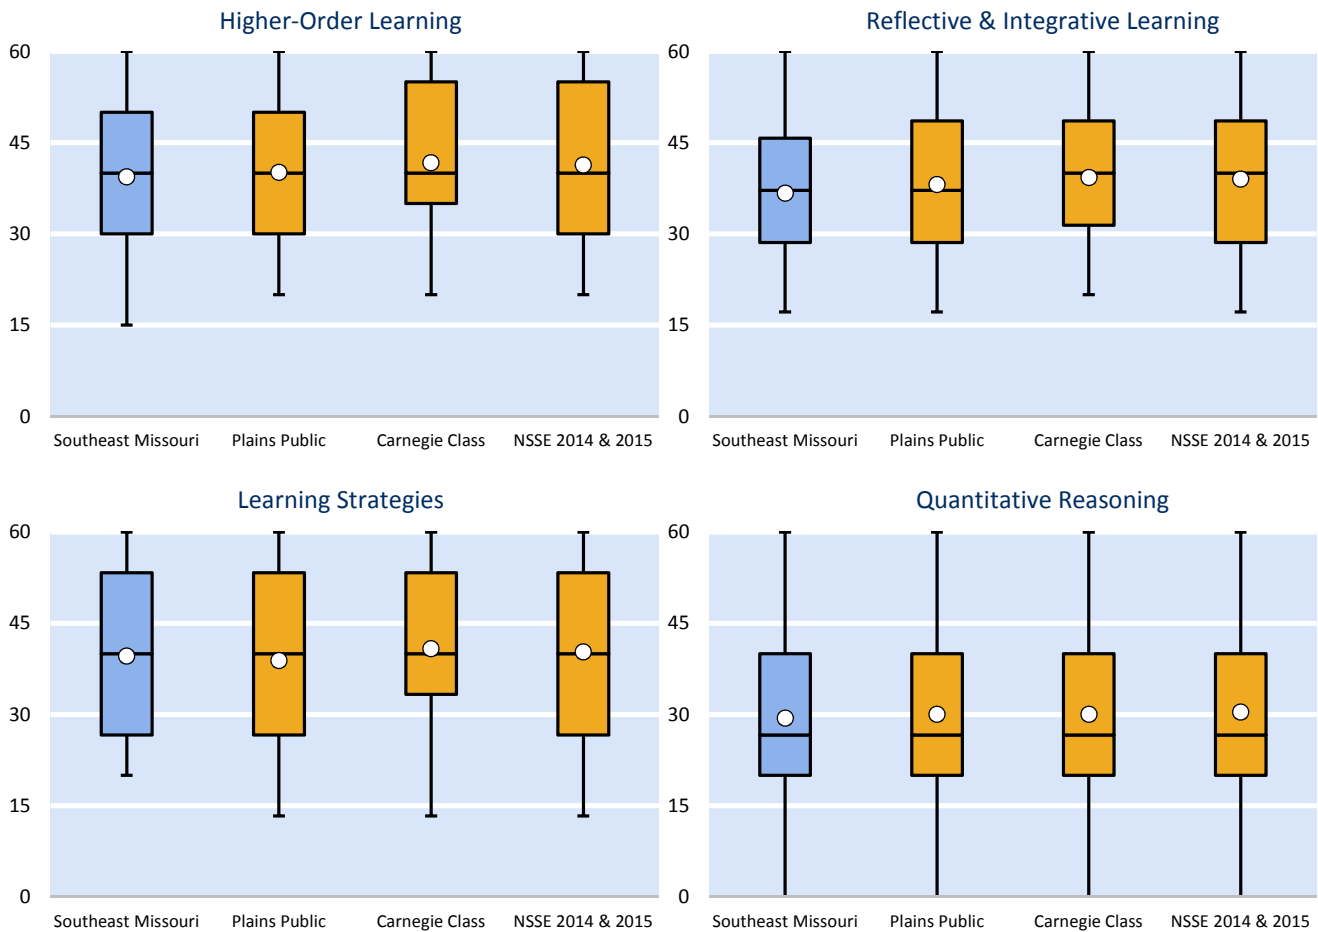 Higher-Order Learning
60
45
30
15
0
Southeast Missouri Plains Public Carnegie Class NSSE 2014 & 2015
Reflective & Integrative Learning
60
45
30
15
0
Southeast Missouri Plains Public Carnegie Class NSSE 2014 & 2015
Learning Strategies
60
45
30
15
0
Southeast Missouri Plains Public Carnegie Class NSSE 2014 & 2015
Quantitative Reasoning
60
45
30
15
0
Southeast Missouri Plains Public Carnegie Class NSSE 2014 & 2015